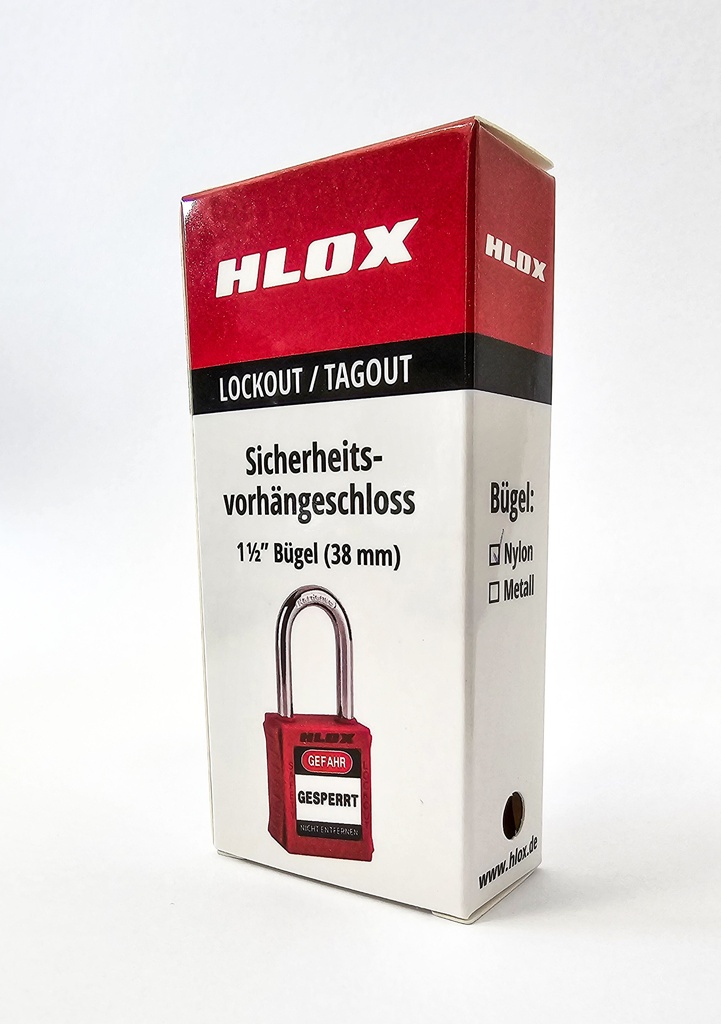 HLOX
LOCKOUT / TAGOUT
Sicherheits-
vorhängeschloss
1½” Bügel (38 mm)
HLOX
GEFAHR
GESPERRT
NICHT ENTFERNEN
HLOX
Bügel:
Nylon
Metall
www.hlox.de